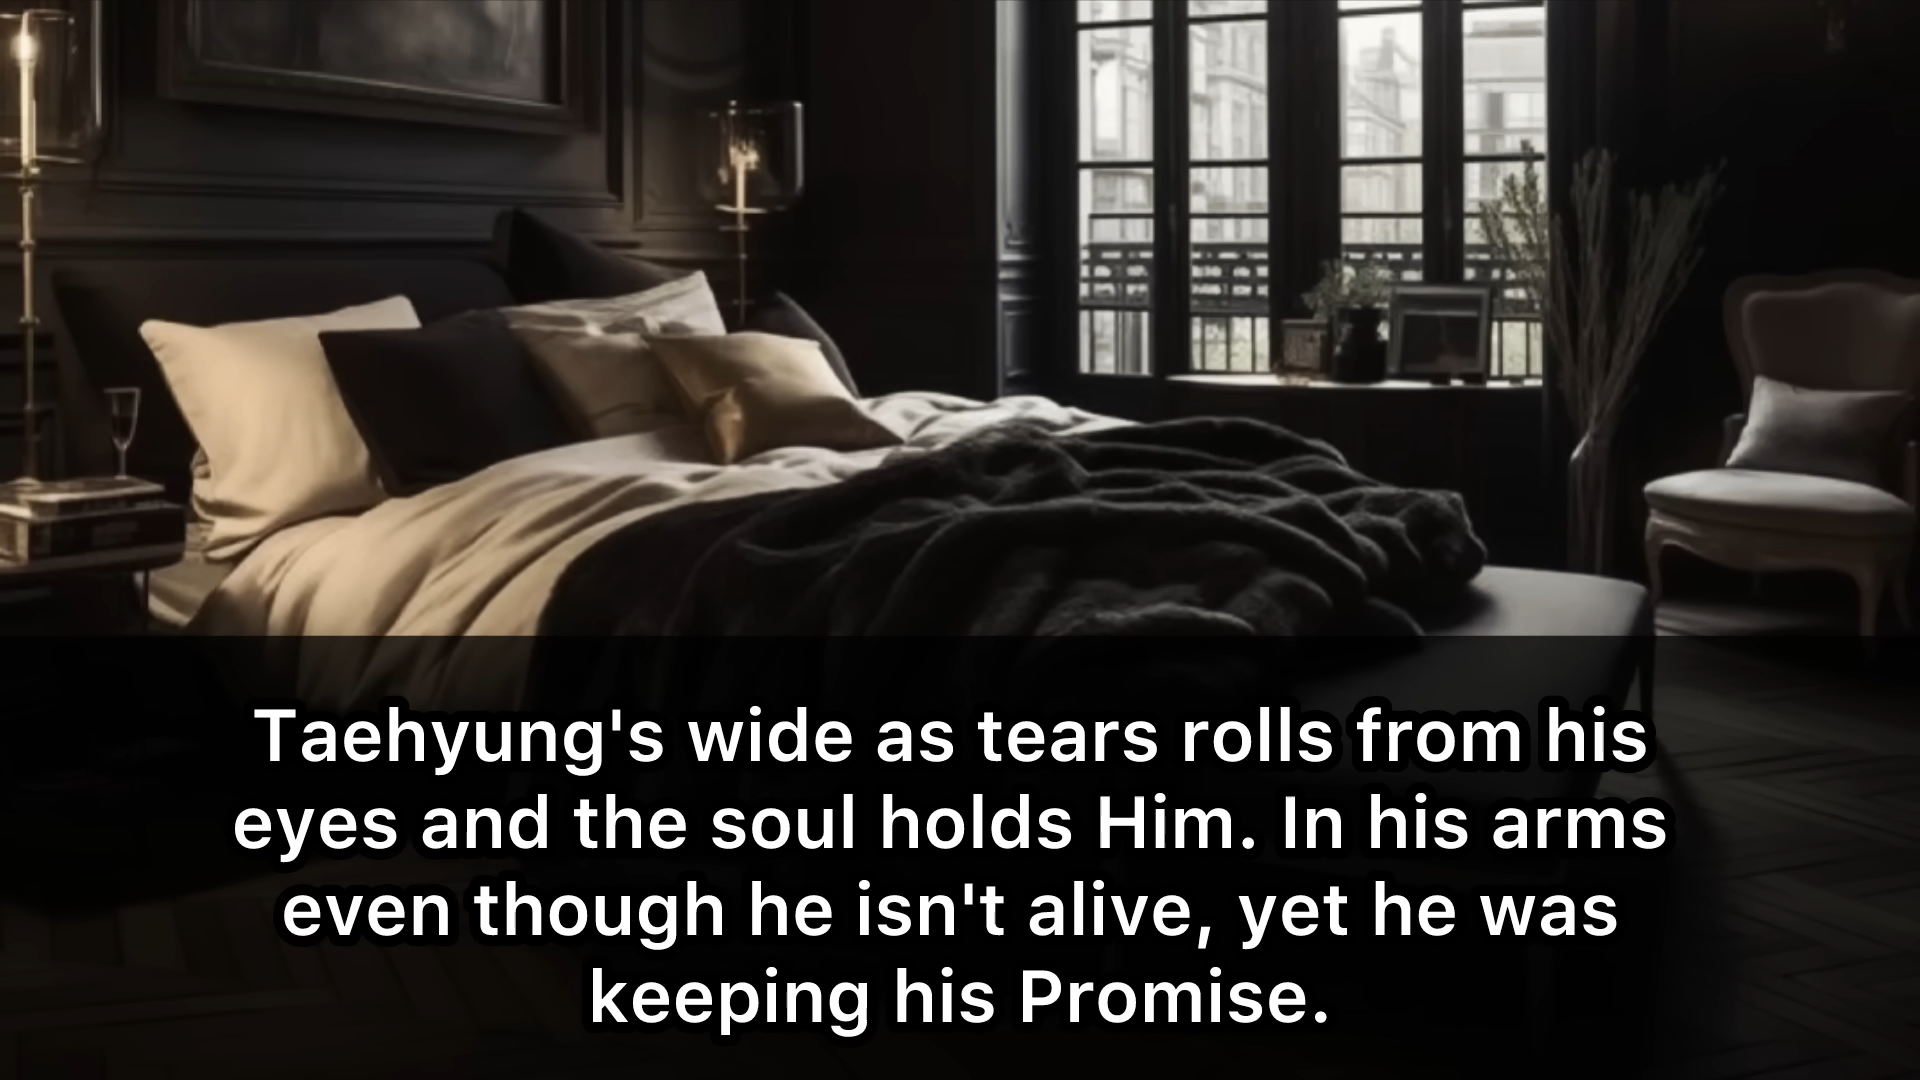 Taehyung's wide as tears rolls from his
eyes and the soul holds Him. In his arms
even though he isn't alive, yet he was
keeping his Promise.